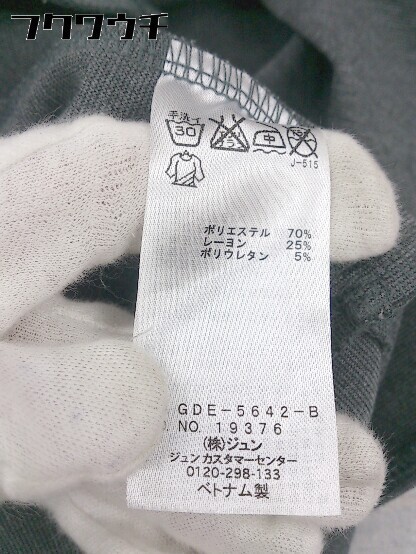 フクワウチ
手洗イ
30
中
J-515
ポリエステル 70%
レーヨン 25%
ポリウレタン 5%
GDE-5642-B
NO. 19376
(株)ジュン
ジュンカスタマーセンター
0120-298-133
ベトナム製